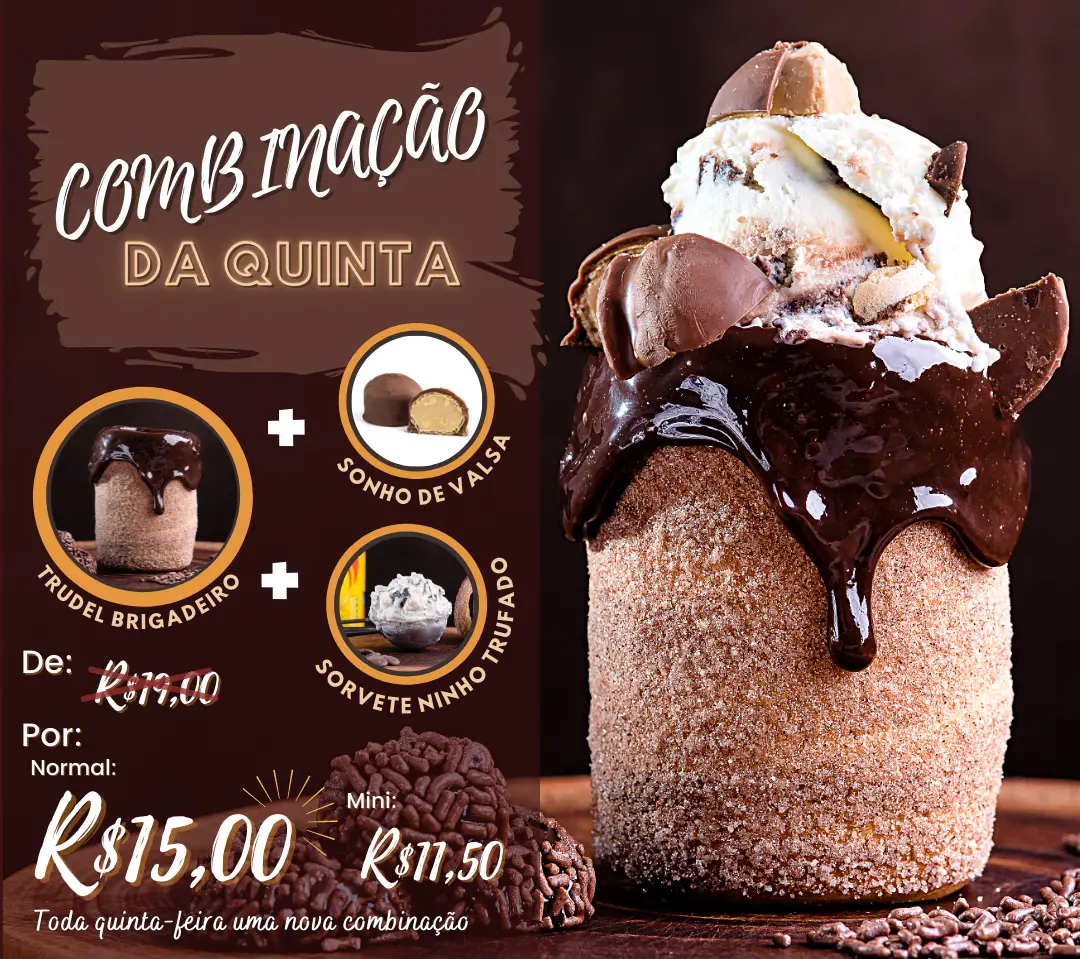 COMBINAÇÃO
DA QUINTA
SONHO DE VALSA
TRUDEL BRIGADEIRO
SORVETE NINHO TRUFADO
De: R$19,00
Por:
Normal:
R$15,00
Mini:
R$11,50
Toda quinta-feira uma nova combinação